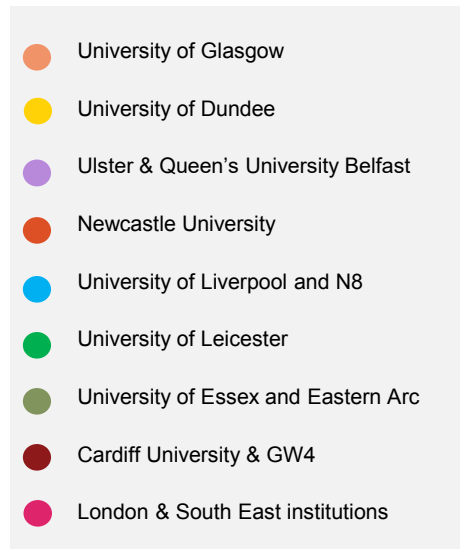 University of Glasgow
University of Dundee
Ulster & Queen’s University Belfast
Newcastle University
University of Liverpool and N8
University of Leicester
University of Essex and Eastern Arc
Cardiff University & GW4
London & South East institutions